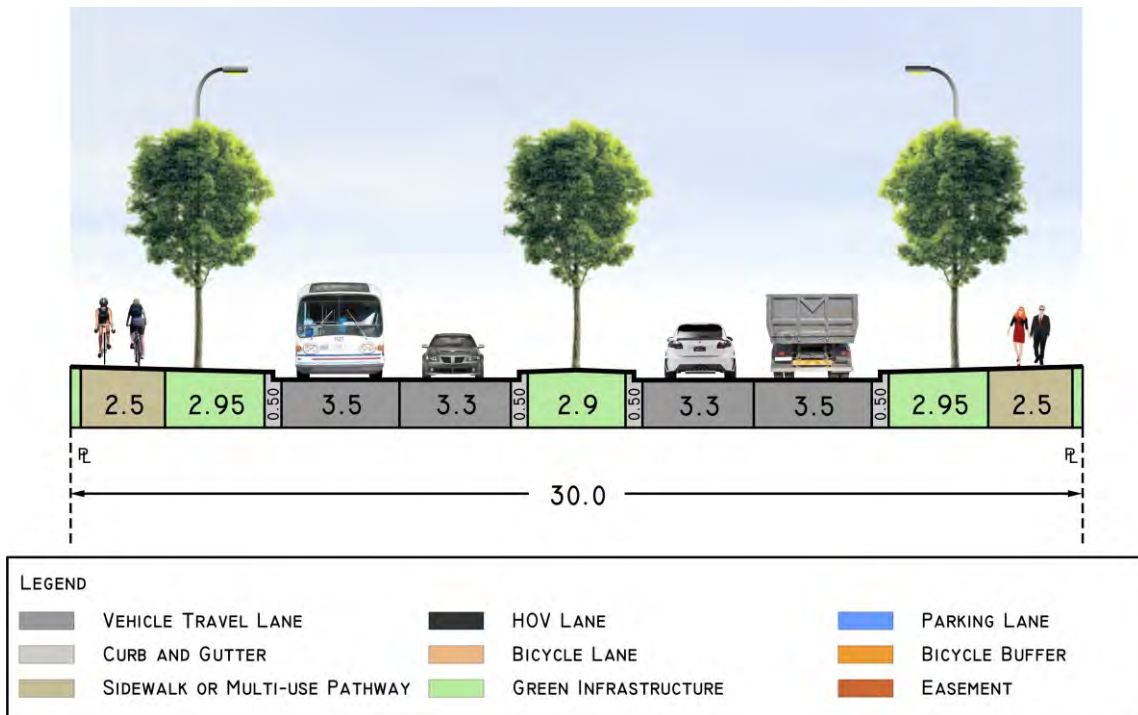 2.5 2.95 0.50 3.5 3.3 0.50 2.9 0.50 3.3 3.5 0.50 2.95 2.5
PL PL
30.0
LEGEND
VEHICLE TRAVEL LANE HOV LANE PARKING LANE
CURB AND GUTTER BICYCLE LANE BICYCLE BUFFER
SIDEWALK OR MULTI-USE PATHWAY GREEN INFRASTRUCTURE EASEMENT